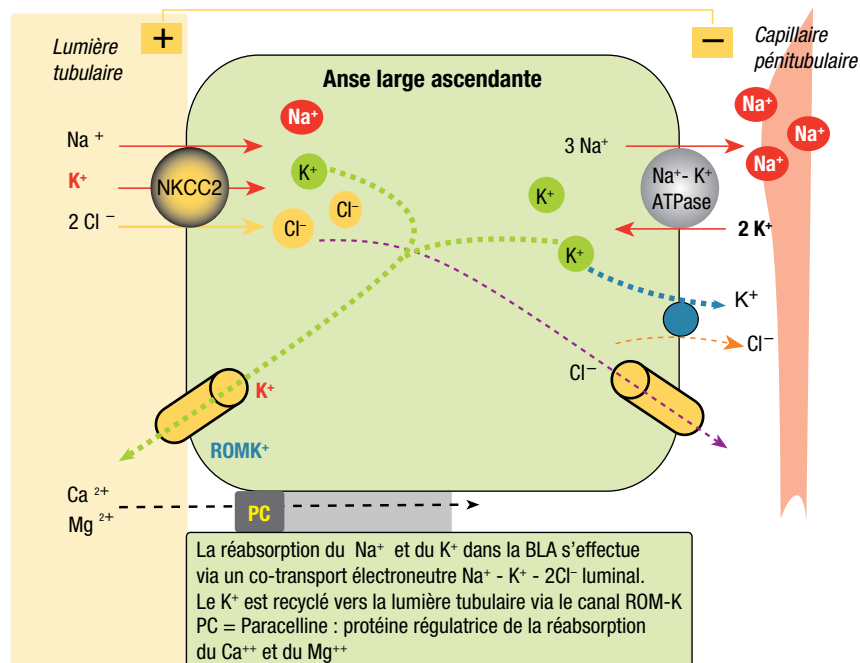 Lumière
tubulaire
+
−
Capillaire
pénitubulaire
Anse large ascendante
Na +
K+
2 Cl −
NKCC2
Na+
K+
Cl−
Cl−
K+
K+
3 Na+
Na+- K+
ATPase
2 K+
Na+
Na+
Na+
K+
Cl−
Cl−
K+
ROMK+
Ca 2+
Mg 2+
PC
La réabsorption du Na+ et du K+ dans la BLA s’effectue
via un co-transport électroneutre Na+ - K+ - 2Cl− luminal.
Le K+ est recyclé vers la lumière tubulaire via le canal ROM-K
PC = Paracelline : protéine régulatrice de la réabsorption
du Ca++ et du Mg++